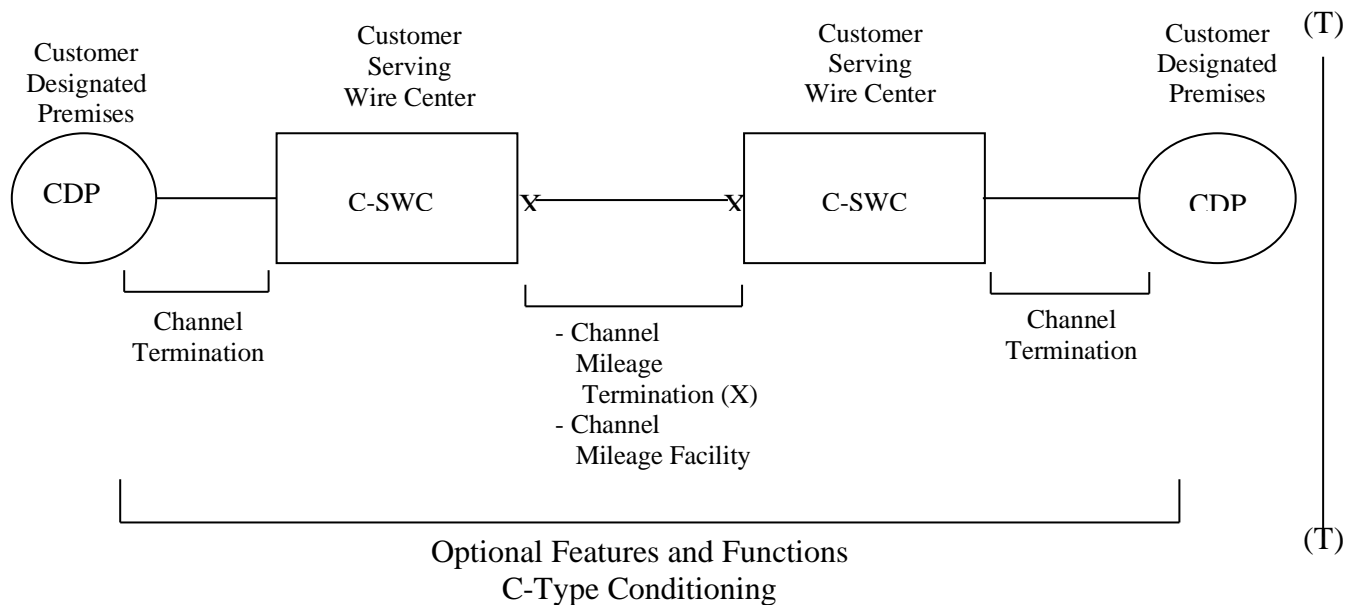 (T)
Customer
Designated
Premises
Customer
Serving
Wire Center
Customer
Serving
Wire Center
Customer
Designated
Premises
CDP
C-SWC
X
X
C-SWC
CDP
Channel
Termination
- Channel
Mileage
Termination (X)
- Channel
Mileage Facility
Channel
Termination
Optional Features and Functions
C-Type Conditioning
(T)